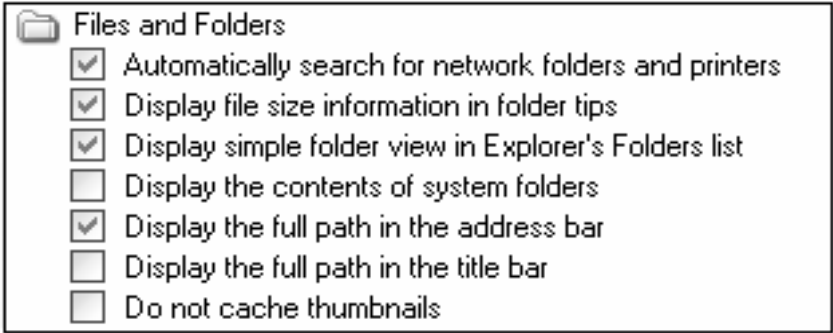 Files and Folders
Automatically search for network folders and printers
Display file size information in folder tips
Display simple folder view in Explorer's Folders list
Display the contents of system folders
Display the full path in the address bar
Display the full path in the title bar
Do not cache thumbnails